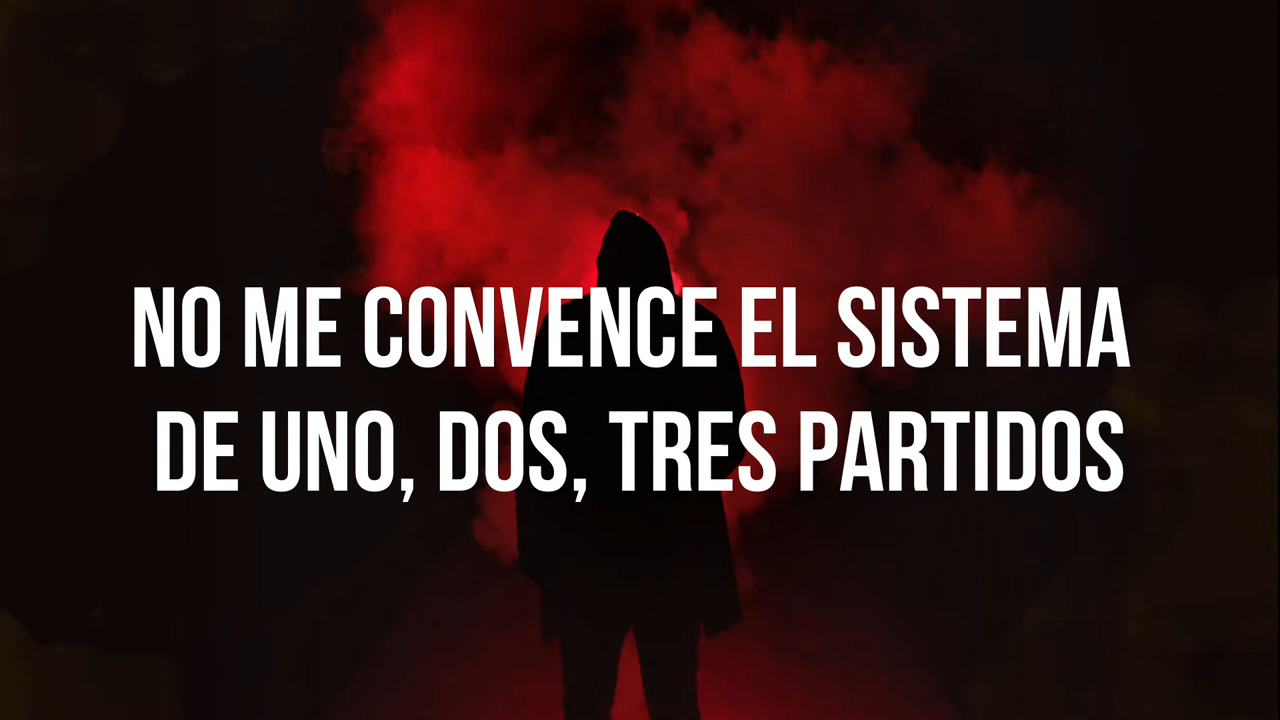 NO ME CONVENCE EL SISTEMA
DE UNO, DOS, TRES PARTIDOS